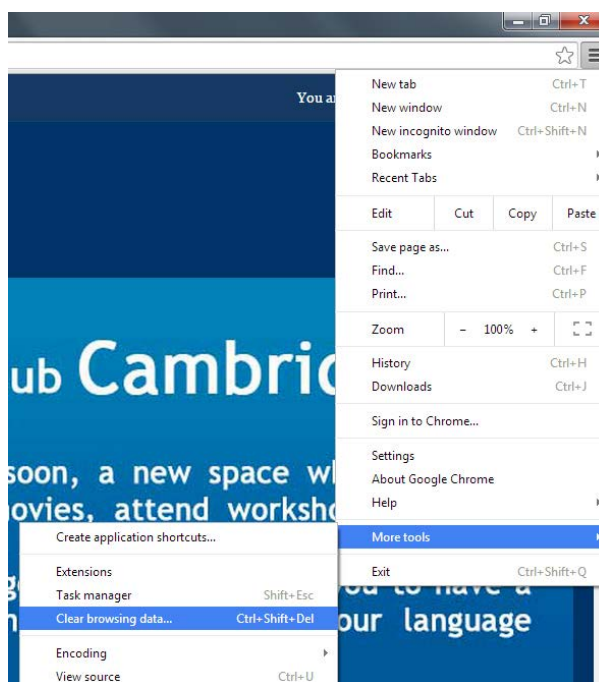 You
New tab Ctrl+T
New window Ctrl+N
New incognito window Ctrl+Shift+N
Bookmarks
Recent Tabs
Edit Cut Copy Paste
Save page as... Ctrl+S
Find... Ctrl+F
Print... Ctrl+P
Zoom - 100% +
History Ctrl+H
Downloads Ctrl+J
Sign in to Chrome...
Settings
About Google Chrome
Help
More tools
Exit Ctrl+Shift+Q
ub Cambric
soon, a new space w
ovies, attend worksho
you to have a
our language
Create application shortcuts...
Extensions
Task manager Shift+Esc
Clear browsing data... Ctrl+Shift+Del
Encoding
View source Ctrl+U